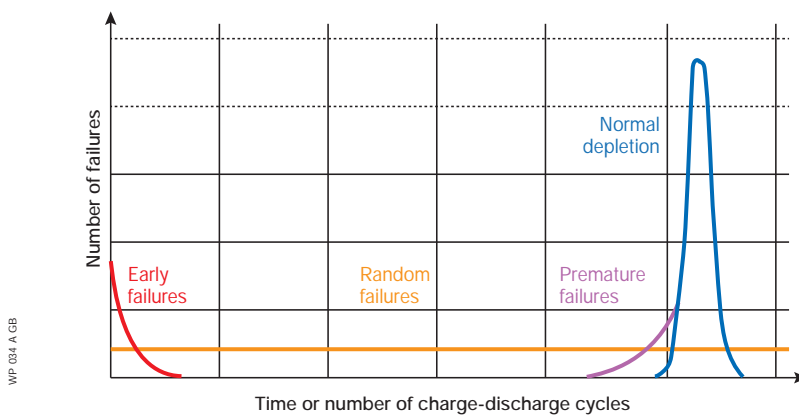 Number of failures
Normal
depletion
Early
failures
Random
failures
Premature
failures
WP 034 A GB
Time or number of charge-discharge cycles